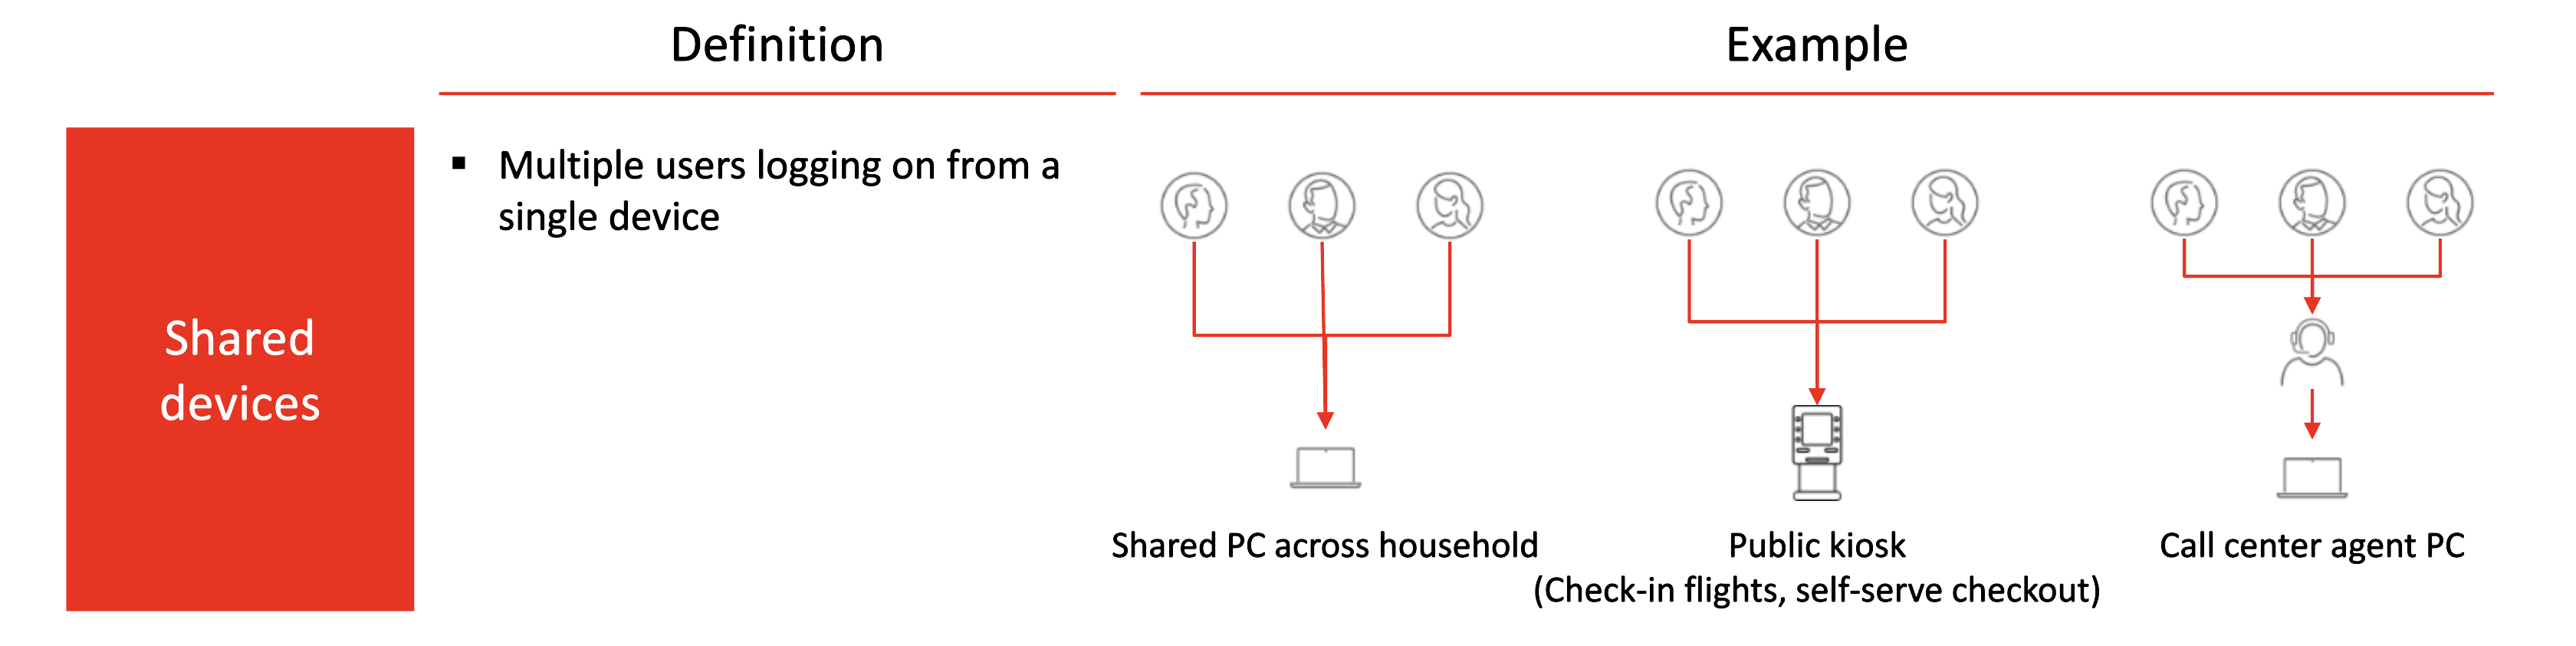 Definition
Example
Shared
devices
▪ Multiple users logging on from a
single device
Shared PC across household
Public kiosk
(Check-in flights, self-serve checkout)
Call center agent PC